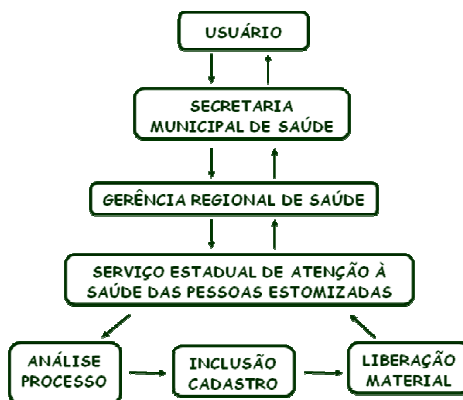 USUÁRIO
SECRETARIA
MUNICIPAL DE SAÚDE
GERÊNCIA REGIONAL DE SAÚDE
SERVIÇO ESTADUAL DE ATENÇÃO À
SAÚDE DAS PESSOAS ESTOMIZADAS
ANÁLISE
PROCESSO
INCLUSÃO
CADASTRO
LIBERAÇÃO
MATERIAL